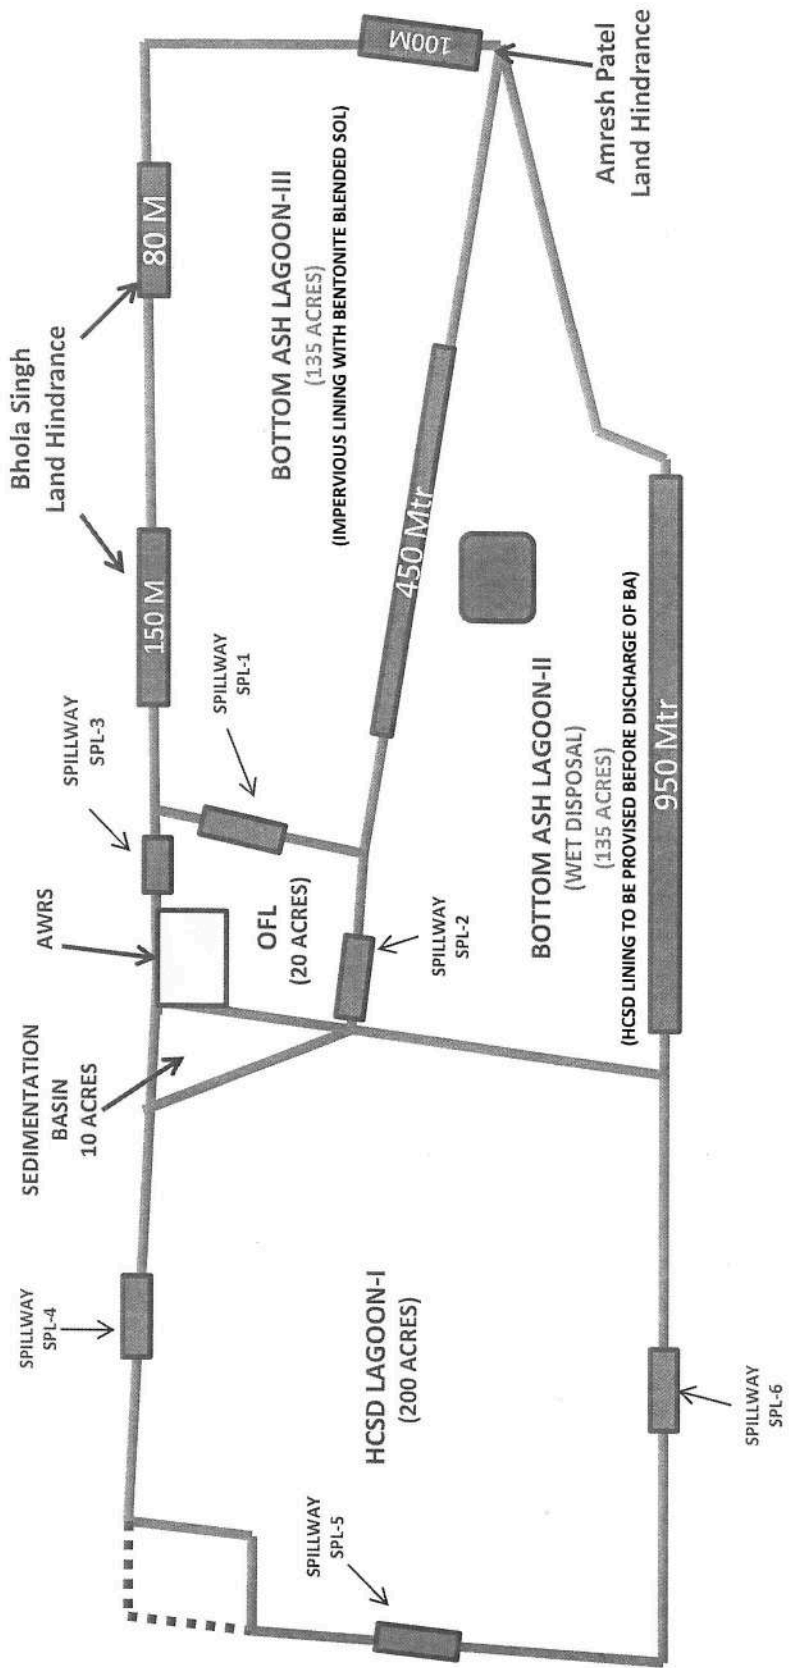 Bhola Singh
Land Hindrance
80 M
100M
Amresh Patel
Land Hindrance
150 M
BOTTOM ASH LAGOON-III
(135 ACRES)
(IMPERVIOUS LINING WITH BENTONITE BLENDED SOL)
450 Mtr
SPILLWAY
SPL-3
SPILLWAY
SPL-1
AWRS
OFL
(20 ACRES)
SPILLWAY
SPL-2
BOTTOM ASH LAGOON-II
(WET DISPOSAL)
(135 ACRES)
(HCSD LINING TO BE PROVISED BEFORE DISCHARGE OF BA)
950 Mtr
SEDIMENTATION
BASIN
10 ACRES
SPILLWAY
SPL-4
HCSD LAGOON-I
(200 ACRES)
SPILLWAY
SPL-5
SPILLWAY
SPL-6